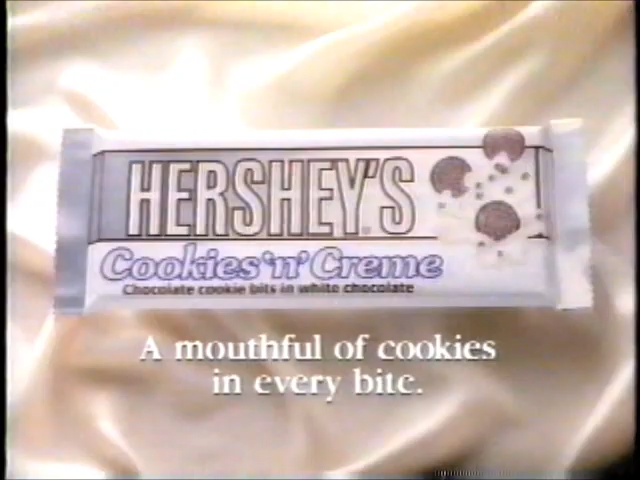 HERSHEY'S
Cookies 'n' Creme
Chocolate cookie bits in white chocolate
A mouthful of cookies
in every bite.